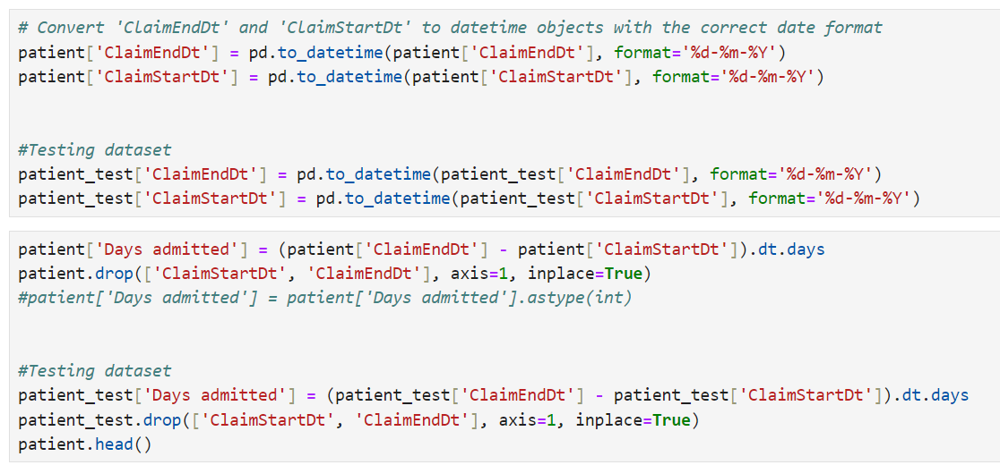 # Convert 'ClaimEndDt' and 'ClaimStartDt' to datetime objects with the correct date format
patient['ClaimEndDt'] = pd.to_datetime(patient['ClaimEndDt'], format='%d-%m-%Y')
patient['ClaimStartDt'] = pd.to_datetime(patient['ClaimStartDt'], format='%d-%m-%Y')
#Testing dataset
patient_test['ClaimEndDt'] = pd.to_datetime(patient_test['ClaimEndDt'], format='%d-%m-%Y')
patient_test['ClaimStartDt'] = pd.to_datetime(patient_test['ClaimStartDt'], format='%d-%m-%Y')
patient['Days admitted'] = (patient['ClaimEndDt'] - patient['ClaimStartDt']).dt.days
patient.drop(['ClaimStartDt', 'ClaimEndDt'], axis=1, inplace=True)
#patient['Days admitted'] = patient['Days admitted'].astype(int)
#Testing dataset
patient_test['Days admitted'] = (patient_test['ClaimEndDt'] - patient_test['ClaimStartDt']).dt.days
patient_test.drop(['ClaimStartDt', 'ClaimEndDt'], axis=1, inplace=True)
patient.head()